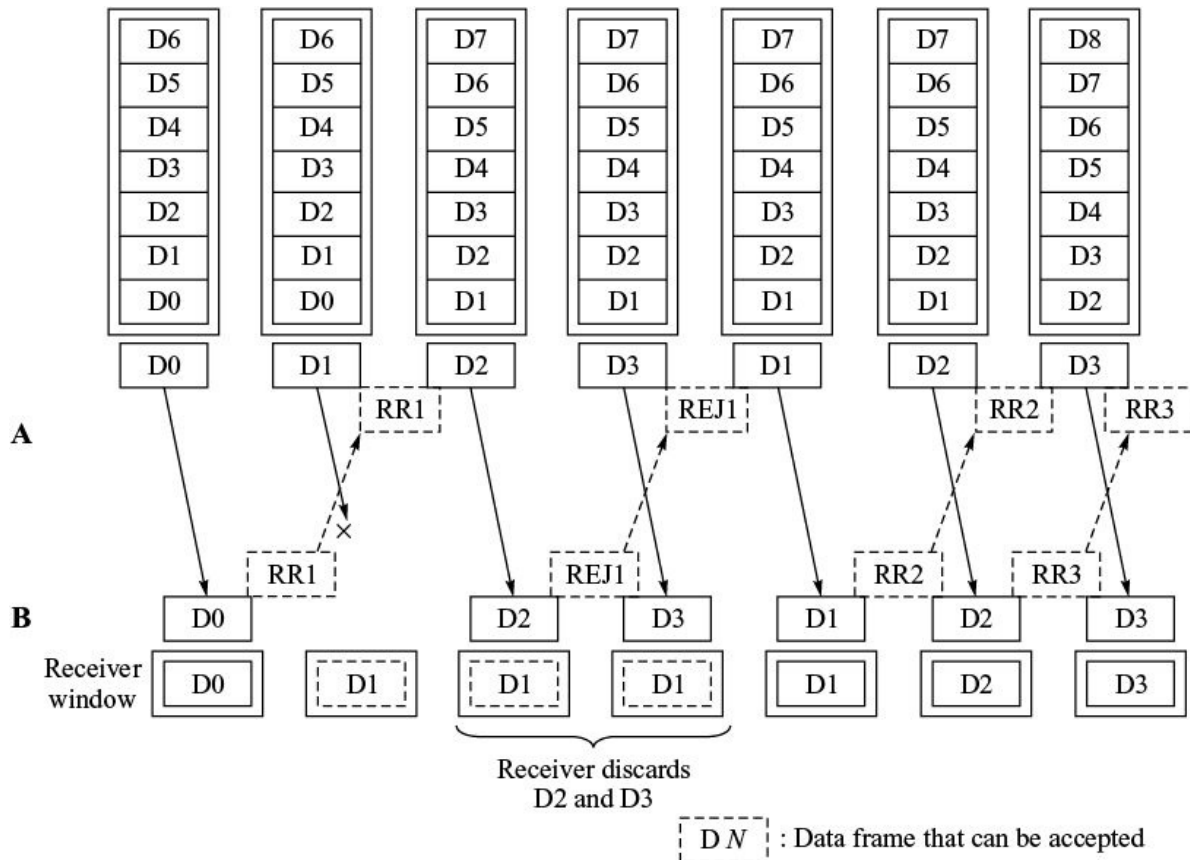 D6 D6 D7 D7 D7 D7 D8
D5 D5 D6 D6 D6 D6 D7
D4 D4 D5 D5 D5 D5 D6
D3 D3 D4 D4 D4 D4 D5
D2 D2 D3 D3 D3 D3 D4
D1 D1 D2 D2 D2 D2 D3
D0 D0 D1 D1 D1 D1 D2
D0 D1 D2 D3 D1 D2 D3
RR1 REJ1 RR2 RR3
A
×
RR1 REJ1 RR2 RR3
B D0 D2 D3 D1 D2 D3
Receiver
window
D0 D1 D1 D1 D1 D2 D3
Receiver discards
D2 and D3
D N : Data frame that can be accepted